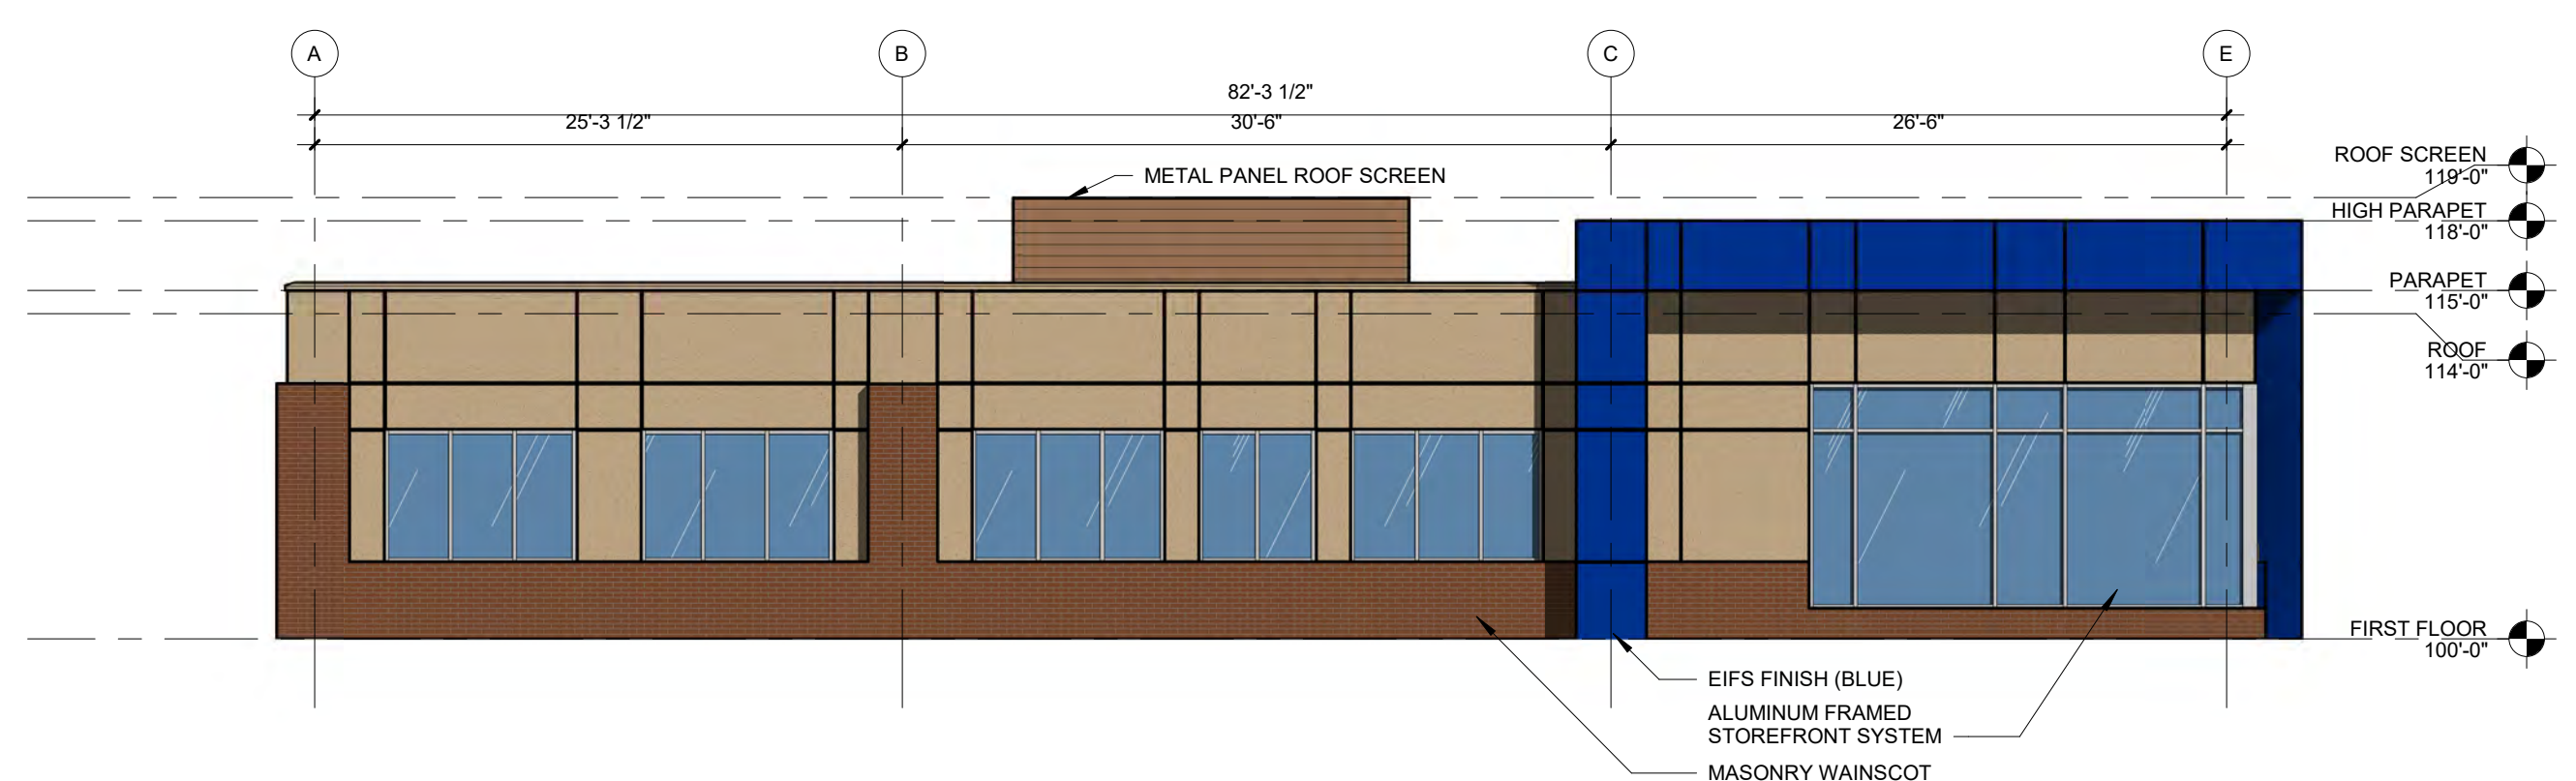 A
B
C
E
82'-3 1/2"
25'-3 1/2"
30'-6"
26'-6"
ROOF SCREEN
119'-0"
METAL PANEL ROOF SCREEN
HIGH PARAPET
118'-0"
PARAPET
115'-0"
ROOF
114'-0"
FIRST FLOOR
100'-0"
EIFS FINISH (BLUE)
ALUMINUM FRAMED
STOREFRONT SYSTEM
MASONRY WAINSCOT